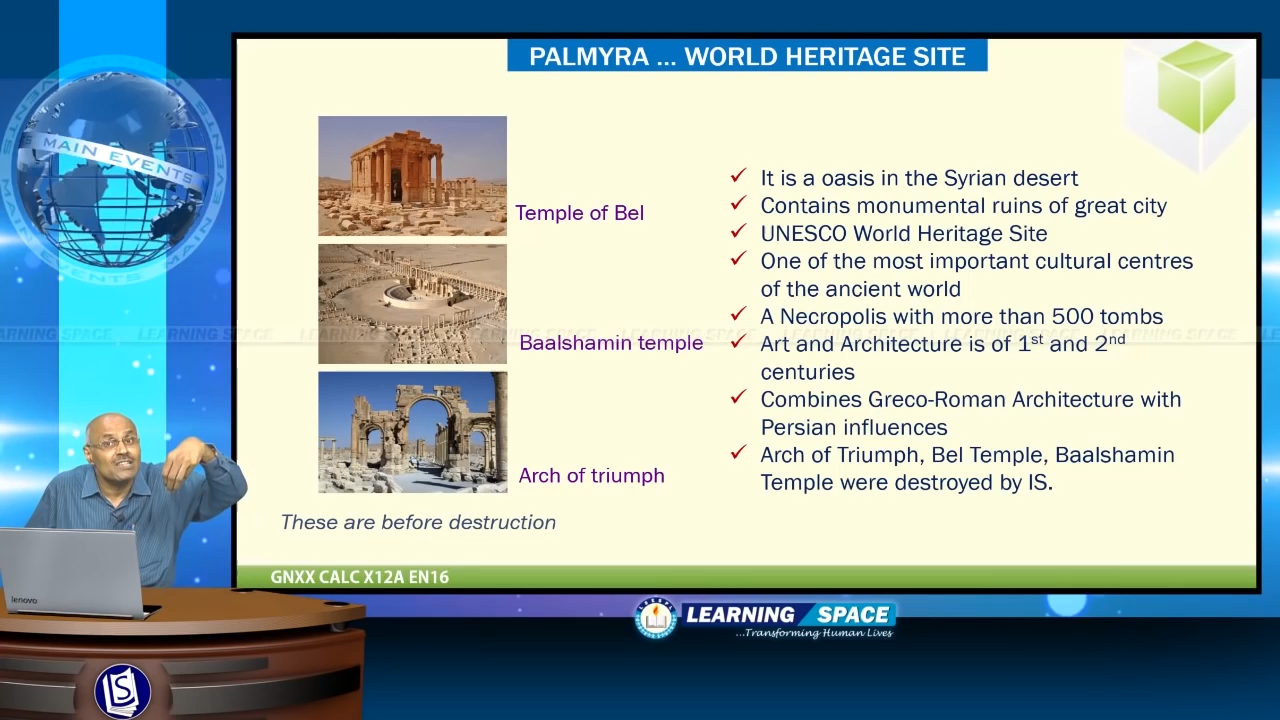 PALMYRA ... WORLD HERITAGE SITE
MAIN EVENTS
Temple of Bel
Baalshamin temple
Arch of triumph
These are before destruction
✓ It is a oasis in the Syrian desert
✓ Contains monumental ruins of great city
✓ UNESCO World Heritage Site
✓ One of the most important cultural centres
of the ancient world
✓ A Necropolis with more than 500 tombs
✓ Art and Architecture is of 1st and 2nd
centuries
✓ Combines Greco-Roman Architecture with
Persian influences
✓ Arch of Triumph, Bel Temple, Baalshamin
Temple were destroyed by IS.
LEARNING SPACE
GNXX CALC X12A EN16
lenovo
LEARNING SPACE
...Transforming Human Lives
LS